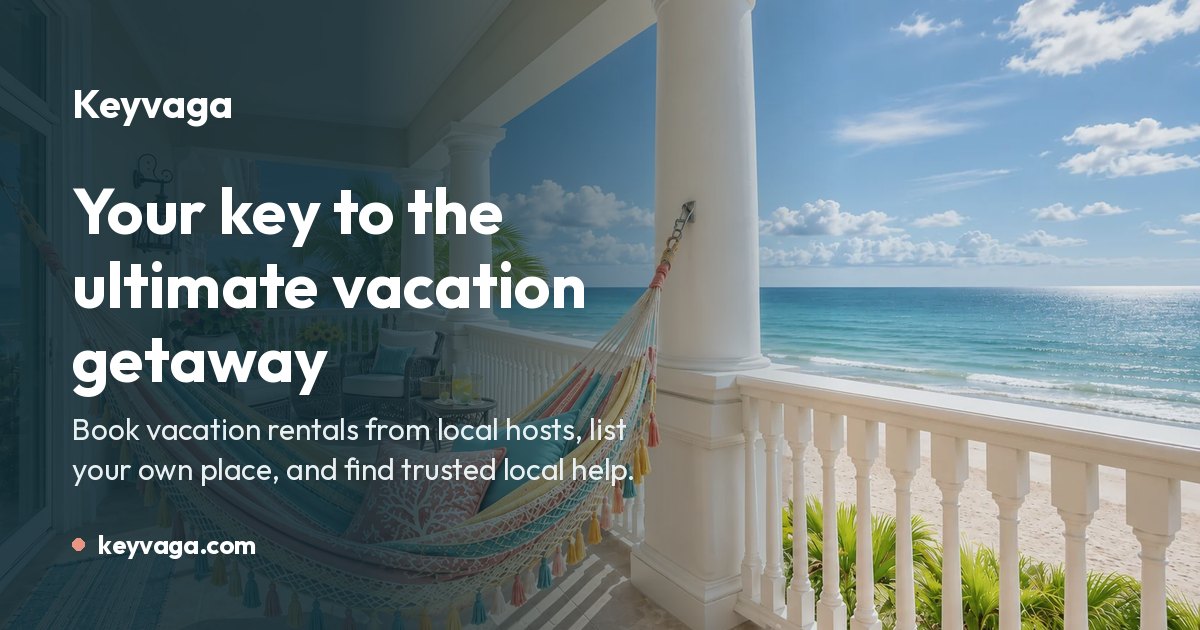 Keyvaga
Your key to the
ultimate vacation
getaway
Book vacation rentals from local hosts, list
your own place, and find trusted local help.
keyvaga.com